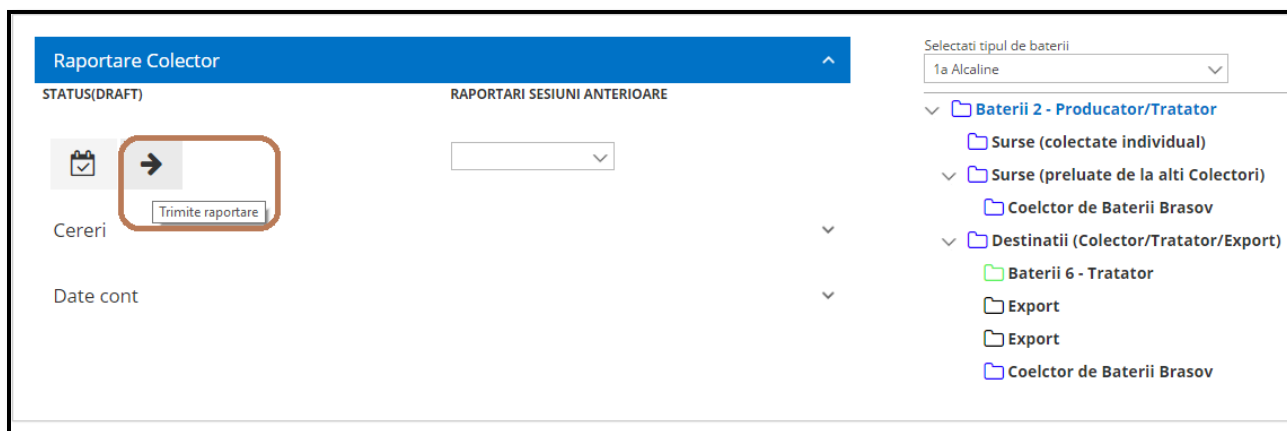 Raportare Colector
STATUS(DRAFT)
RAPORTARI SESIUNI ANTERIOARE
Trimite raportare
Cereri
Date cont
Selectati tipul de baterii
1a Alcaline
Baterii 2 - Producator/Tratator
Surse (colectate individual)
Surse (preluate de la alti Colectori)
Coelctor de Baterii Brasov
Destinatii (Colector/Tratator/Export)
Baterii 6 - Tratator
Export
Export
Coelctor de Baterii Brasov